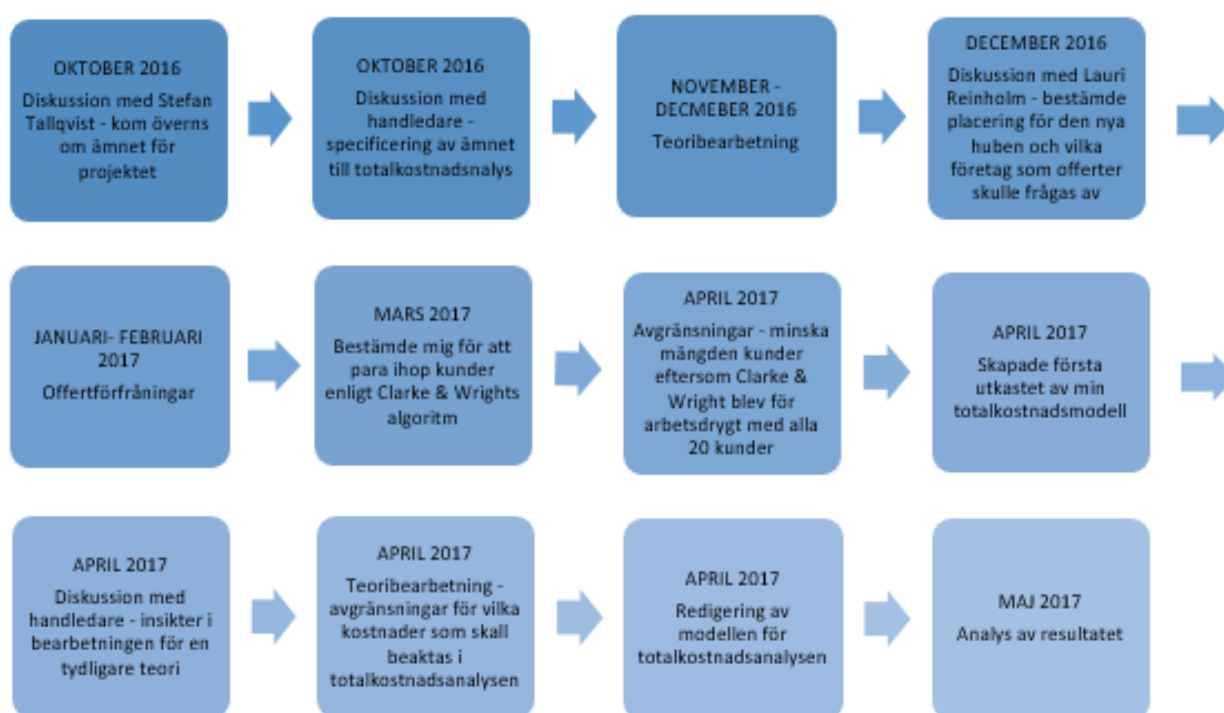 OKTOBER 2016
Diskussion med Stefan
Tallqvist - kom överns
om ämnet för
projektet
OKTOBER 2016
Diskussion med
handledare -
specificering av ämnet
till totalkostnadsnalys
NOVEMBER -
DECMEBER 2016
Teoribearbetning
DECEMBER 2016
Diskussion med Lauri
Reinholm - bestämde
placering för den nya
huben och vilka
företag som offerter
skulle frågas av
JANUARI- FEBRUARI
2017
Offertförfråningar
MARS 2017
Bestämde mig för att
para ihop kunder
enligt Clarke & Wrights
algoritm
APRIL 2017
Avgränsningar - minska
mängden kunder
eftersom Clarke &
Wright blev för
arbetsdrygt med alla
20 kunder
APRIL 2017
Skapade första
utkastet av min
totalkostnadsmodell
APRIL 2017
Diskussion med
handledare - insikter i
bearbetningen för en
tydligare teori
APRIL 2017
Teoribearbetning -
avgränsningar för vilka
kostnader som skall
beaktas i
totalkostnadsanalysen
APRIL 2017
Redigering av
modellen för
totalkostnadsanalysen
MAJ 2017
Analys av resultatet